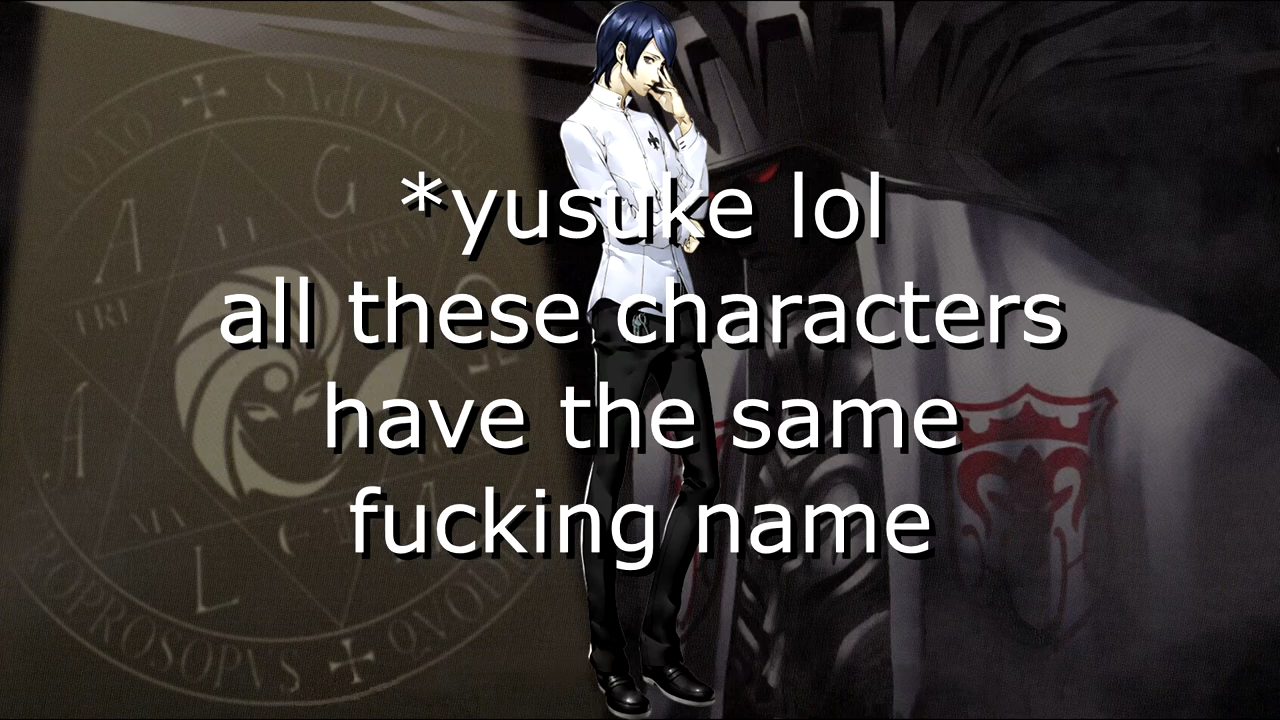 *yusuke lol
all these characters
have the same
fucking name